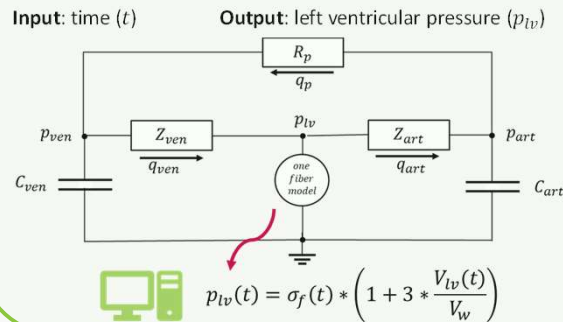 Input: time (t) Output: left ventricular pressure (p_lv)
R_p
q_p
p_ven Z_ven p_lv Z_art p_art
q_ven q_art
C_ven one fiber model C_art
p_lv(t) = σ_f(t) * (1 + 3 * V_lv(t)/V_w)